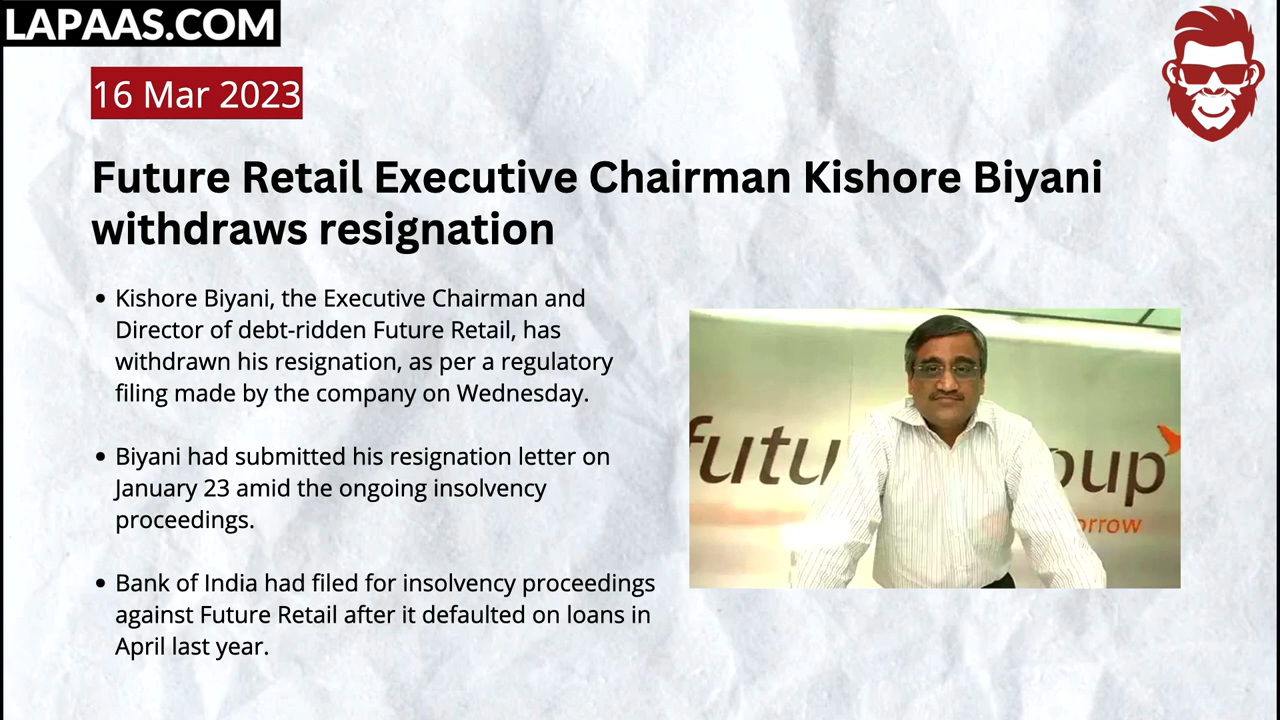 LAPAAS.COM
16 Mar 2023
Future Retail Executive Chairman Kishore Biyani
withdraws resignation
• Kishore Biyani, the Executive Chairman and
Director of debt-ridden Future Retail, has
withdrawn his resignation, as per a regulatory
filing made by the company on Wednesday.
• Biyani had submitted his resignation letter on
January 23 amid the ongoing insolvency
proceedings.
• Bank of India had filed for insolvency proceedings
against Future Retail after it defaulted on loans in
April last year.
futu oup
orrow